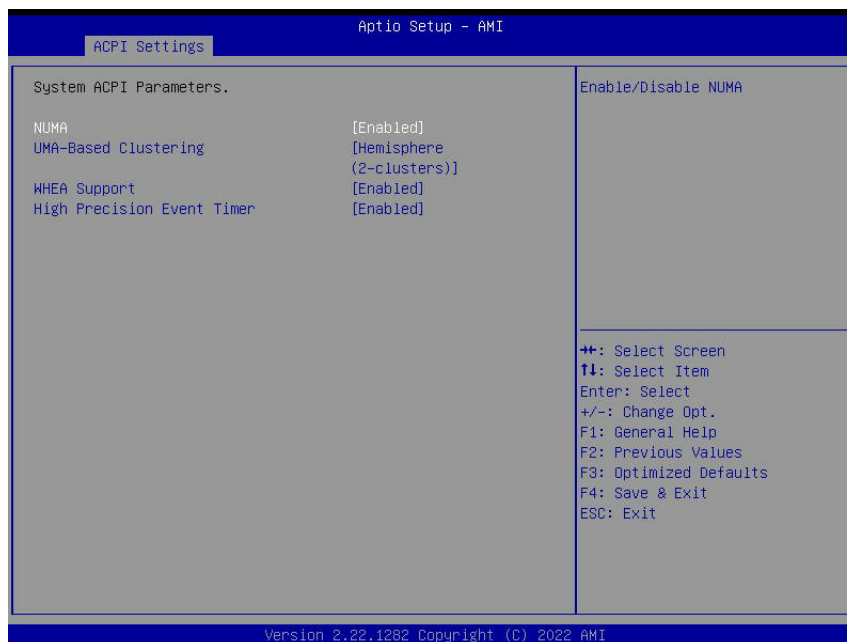 Aptio Setup – AMI
ACPI Settings
System ACPI Parameters.
NUMA [Enabled]
UMA-Based Clustering [Hemisphere
(2-clusters)]
WHEA Support [Enabled]
High Precision Event Timer [Enabled]
Enable/Disable NUMA
→←: Select Screen
↑↓: Select Item
Enter: Select
+/-: Change Opt.
F1: General Help
F2: Previous Values
F3: Optimized Defaults
F4: Save & Exit
ESC: Exit
Version 2.22.1282 Copyright (C) 2022 AMI